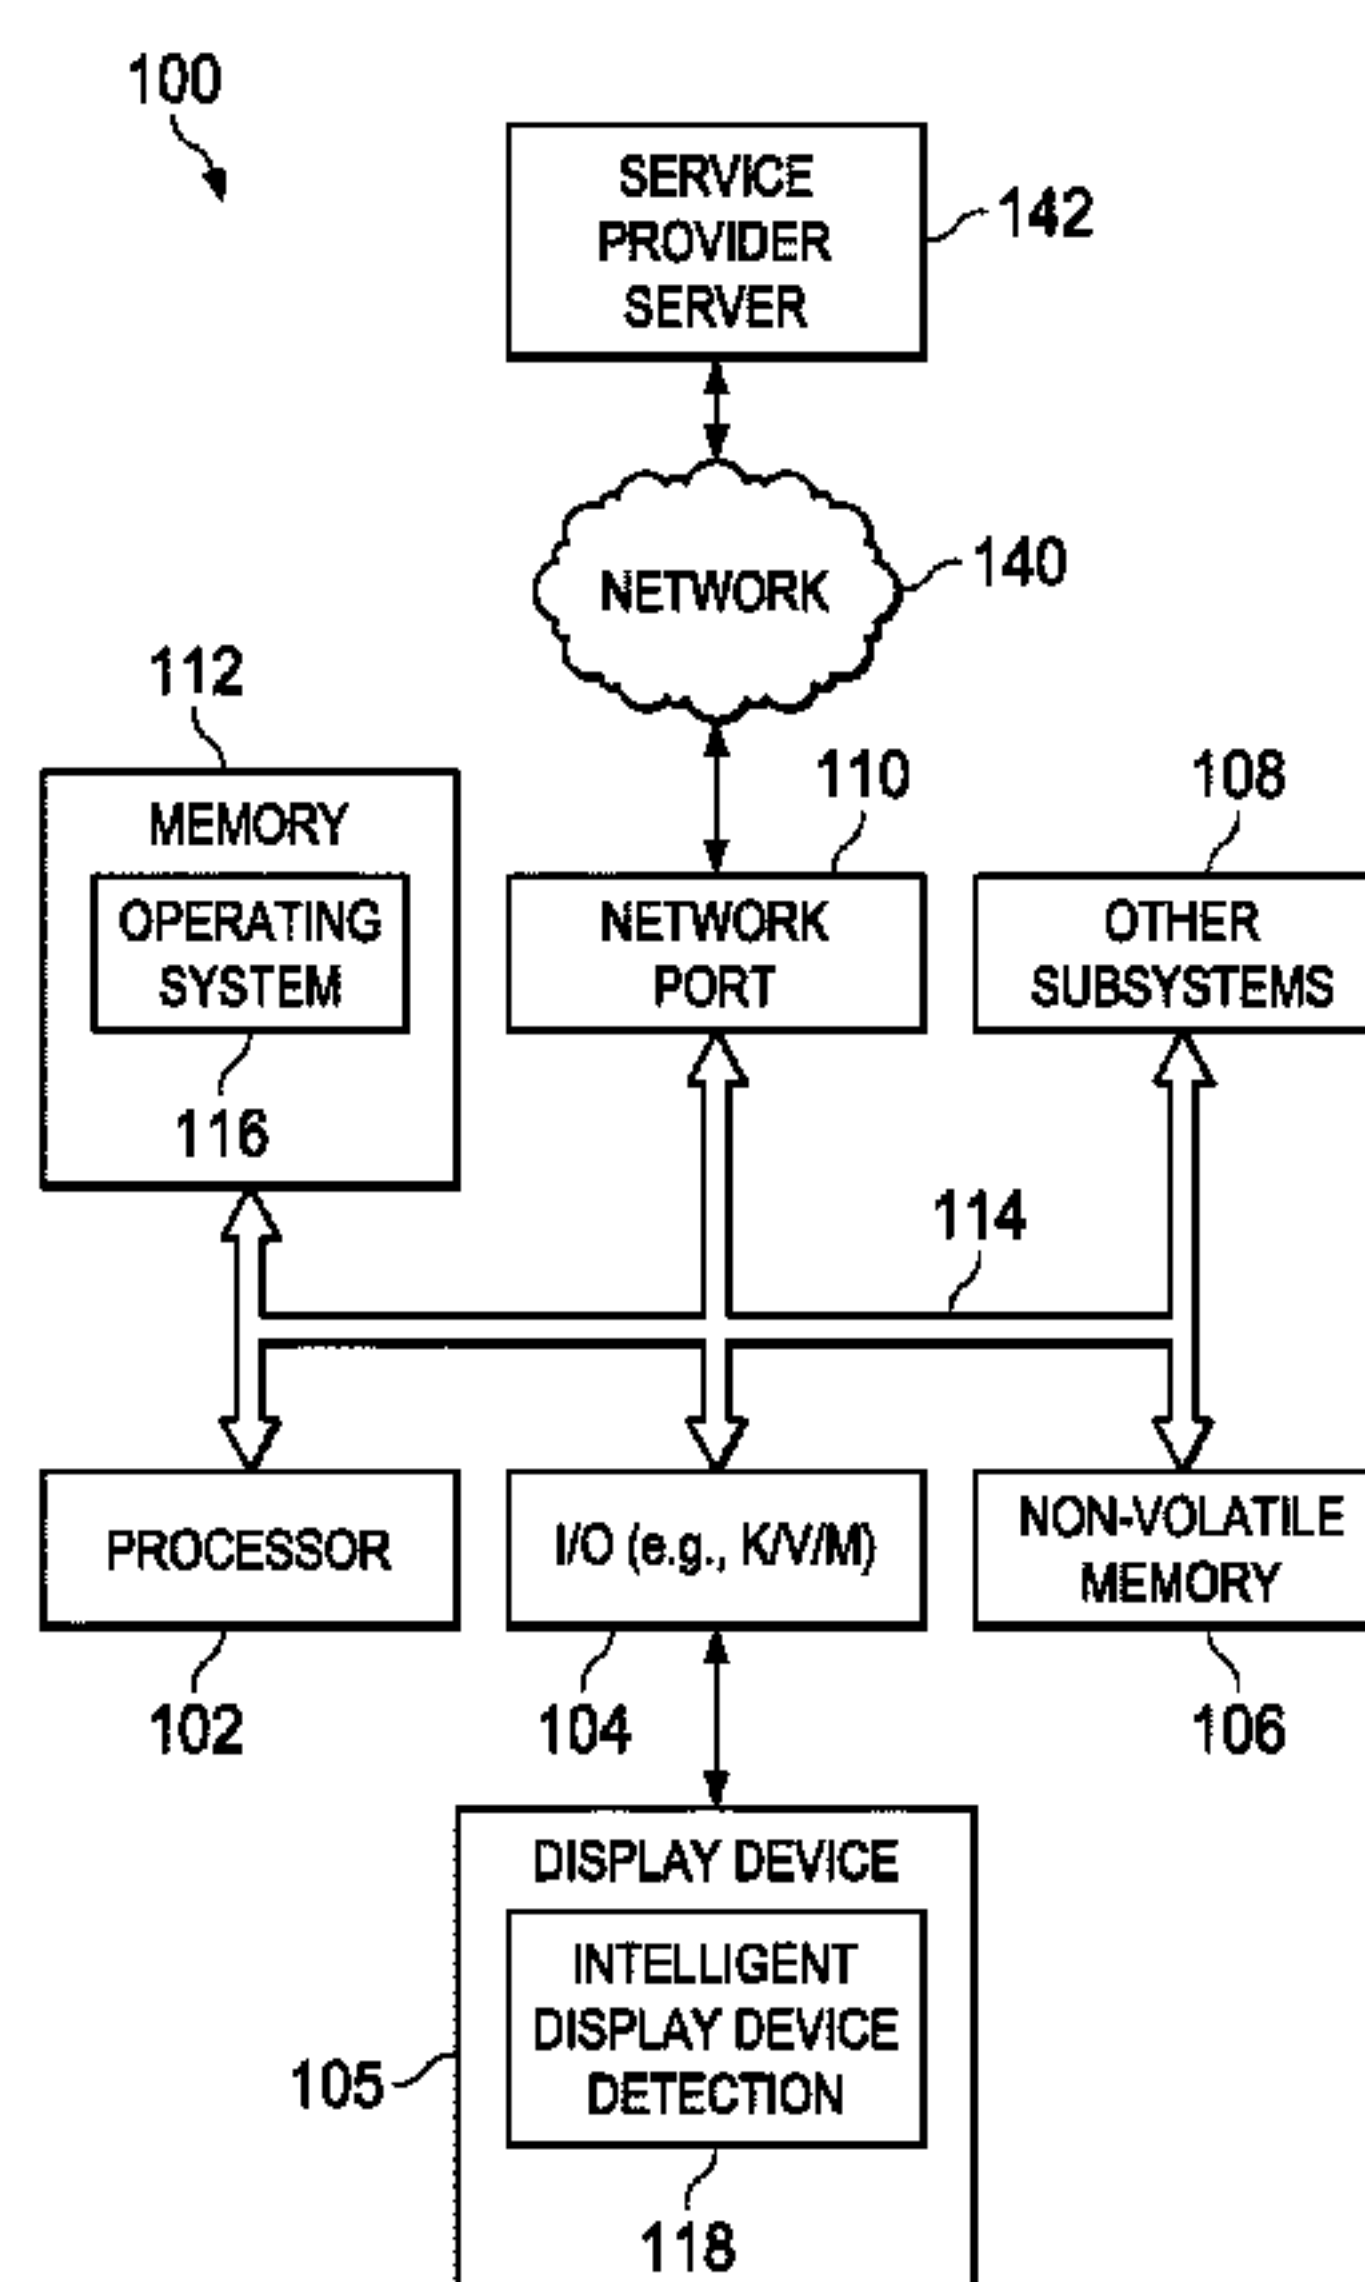 100
SERVICE
PROVIDER
SERVER
142
NETWORK
140
112
MEMORY
OPERATING
SYSTEM
116
110
NETWORK
PORT
108
OTHER
SUBSYSTEMS
114
PROCESSOR
102
I/O (e.g., K/V/M)
104
NON-VOLATILE
MEMORY
106
DISPLAY DEVICE
INTELLIGENT
DISPLAY DEVICE
DETECTION
105
118